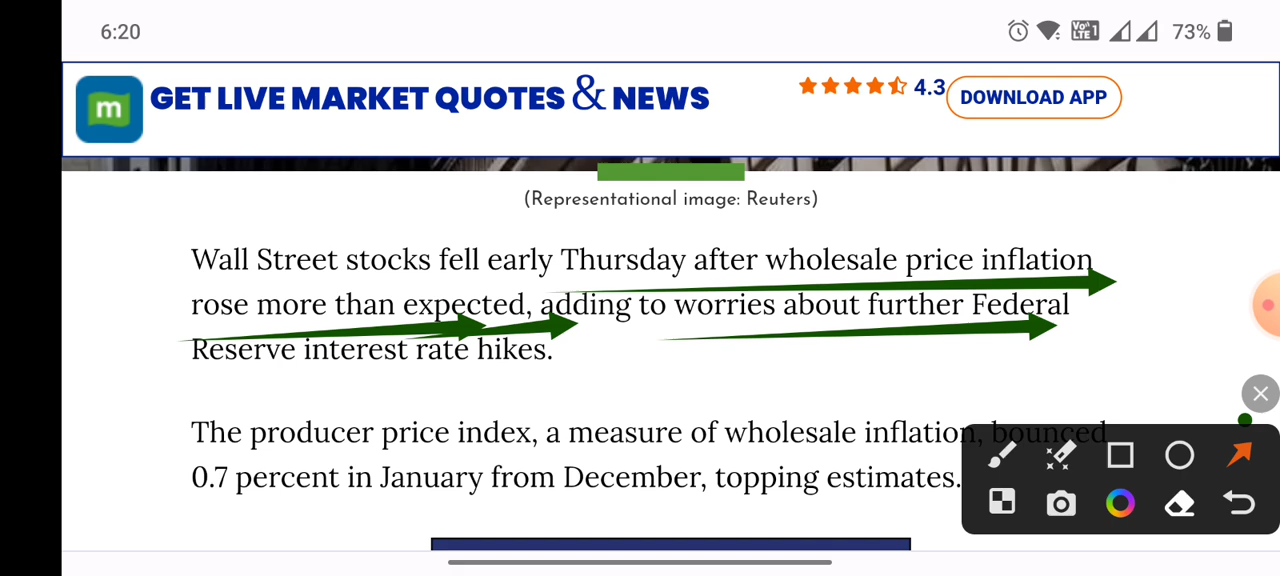 6:20
Vo) 1 LTE 73%
m GET LIVE MARKET QUOTES & NEWS 4.3 DOWNLOAD APP
(Representational image: Reuters)
Wall Street stocks fell early Thursday after wholesale price inflation
rose more than expected, adding to worries about further Federal
Reserve interest rate hikes.
The producer price index, a measure of wholesale inflation, bounced
0.7 percent in January from December, topping estimates.